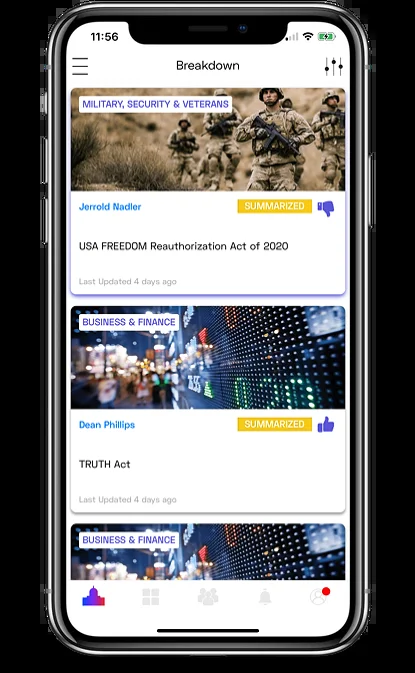 11:56
Breakdown
MILITARY, SECURITY & VETERANS
Jerrold Nadler
SUMMARIZED
USA FREEDOM Reauthorization Act of 2020
Last Updated 4 days ago
BUSINESS & FINANCE
Dean Phillips
SUMMARIZED
TRUTH Act
Last Updated 4 days ago
BUSINESS & FINANCE